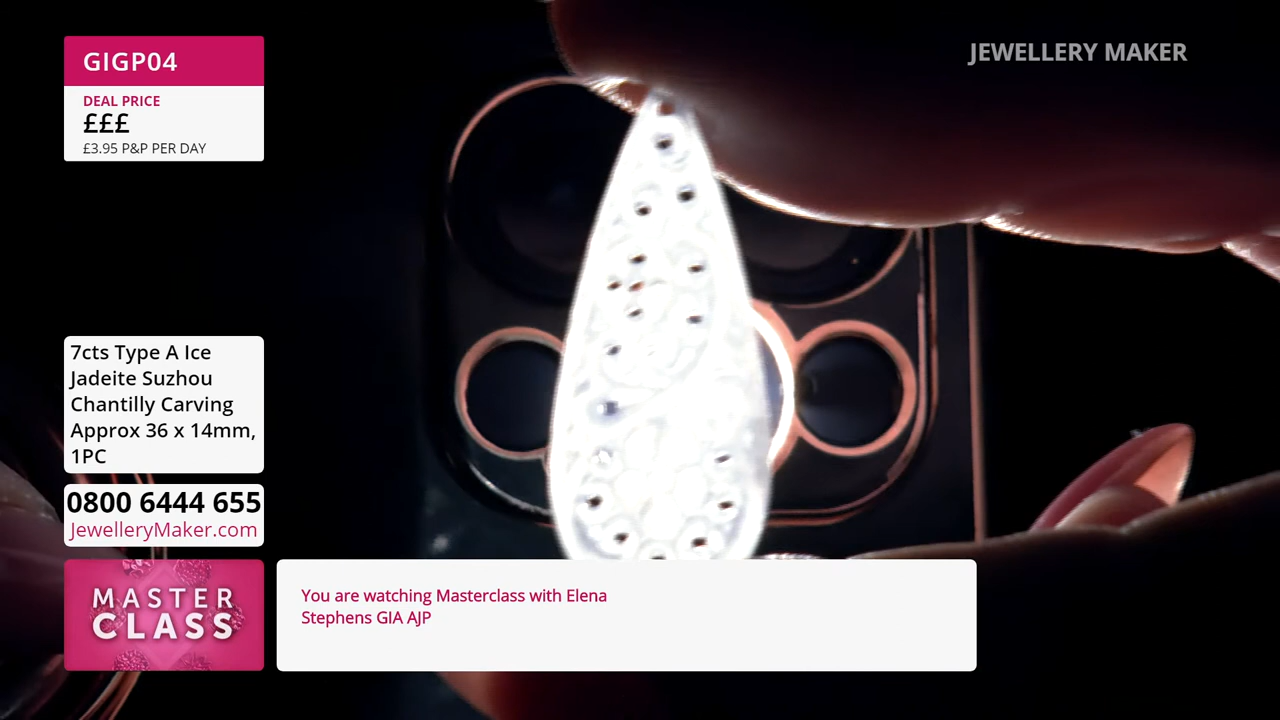 GIGP04
DEAL PRICE
£££
£3.95 P&P PER DAY
JEWELLERY MAKER
7cts Type A Ice
Jadeite Suzhou
Chantilly Carving
Approx 36 x 14mm,
1PC
0800 6444 655
JewelleryMaker.com
MASTER
CLASS
You are watching Masterclass with Elena
Stephens GIA AJP